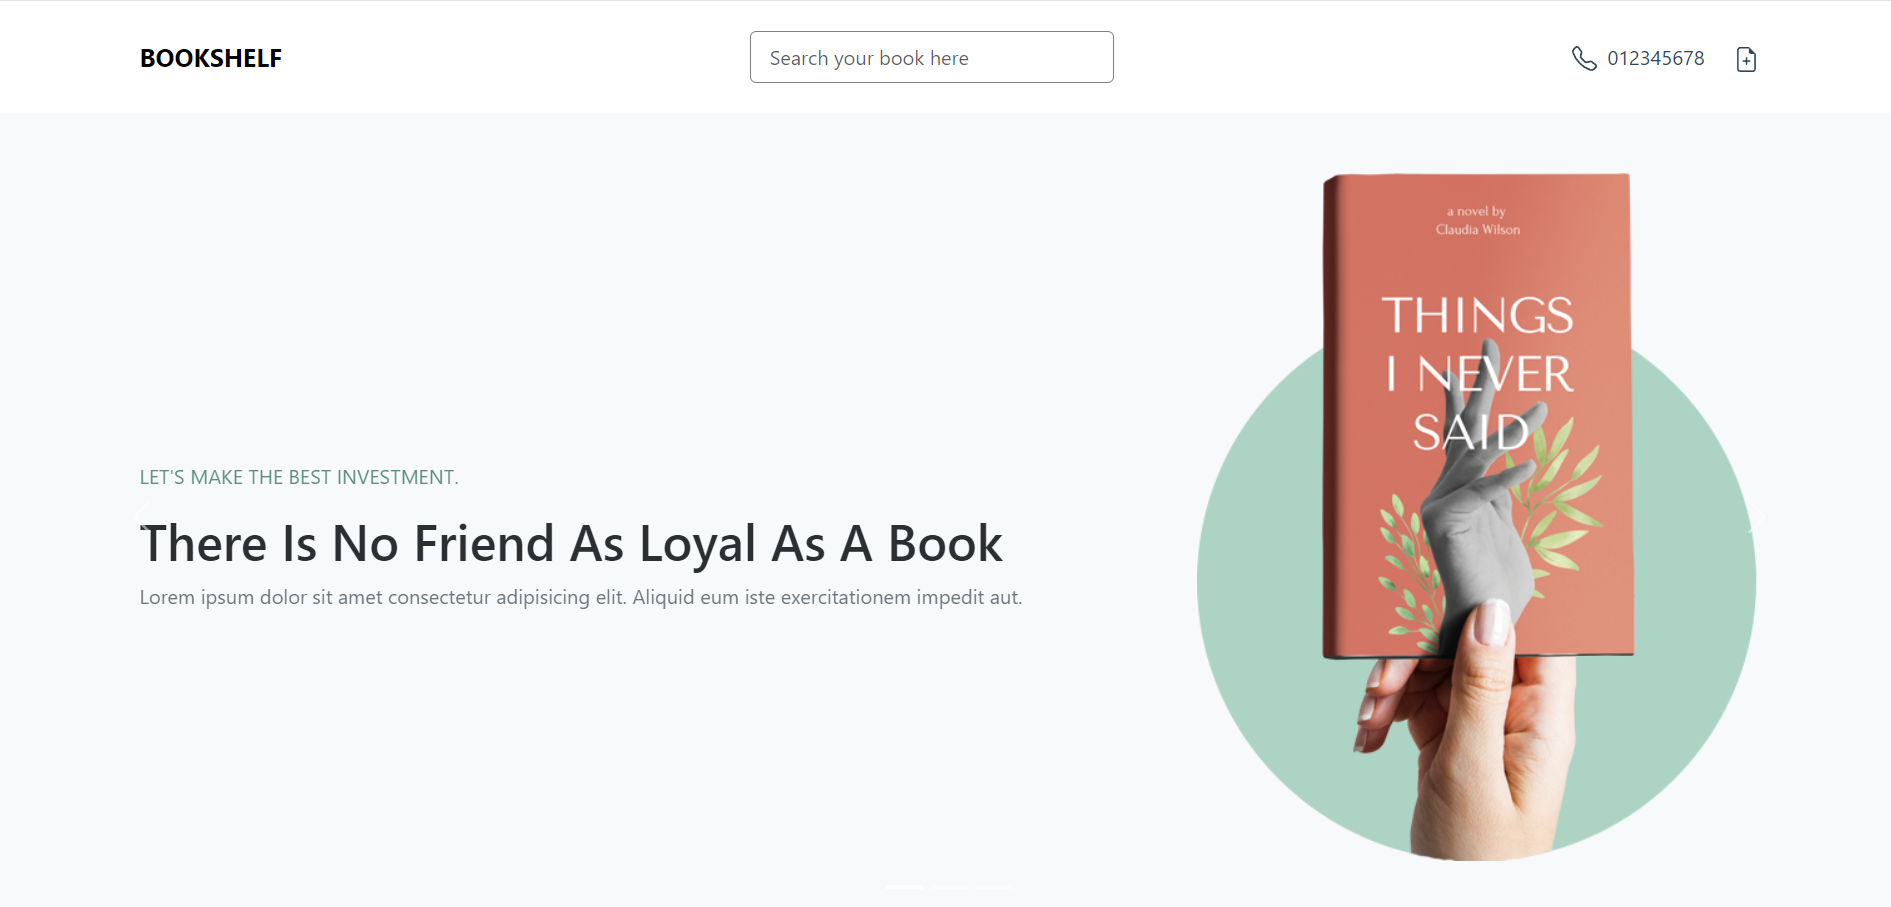 BOOKSHELF
Search your book here
012345678
LET'S MAKE THE BEST INVESTMENT.
There Is No Friend As Loyal As A Book
Lorem ipsum dolor sit amet consectetur adipisicing elit. Aliquid eum iste exercitationem impedit aut.
a novel by
Claudia Wilson
THINGS
I NEVER
SAID